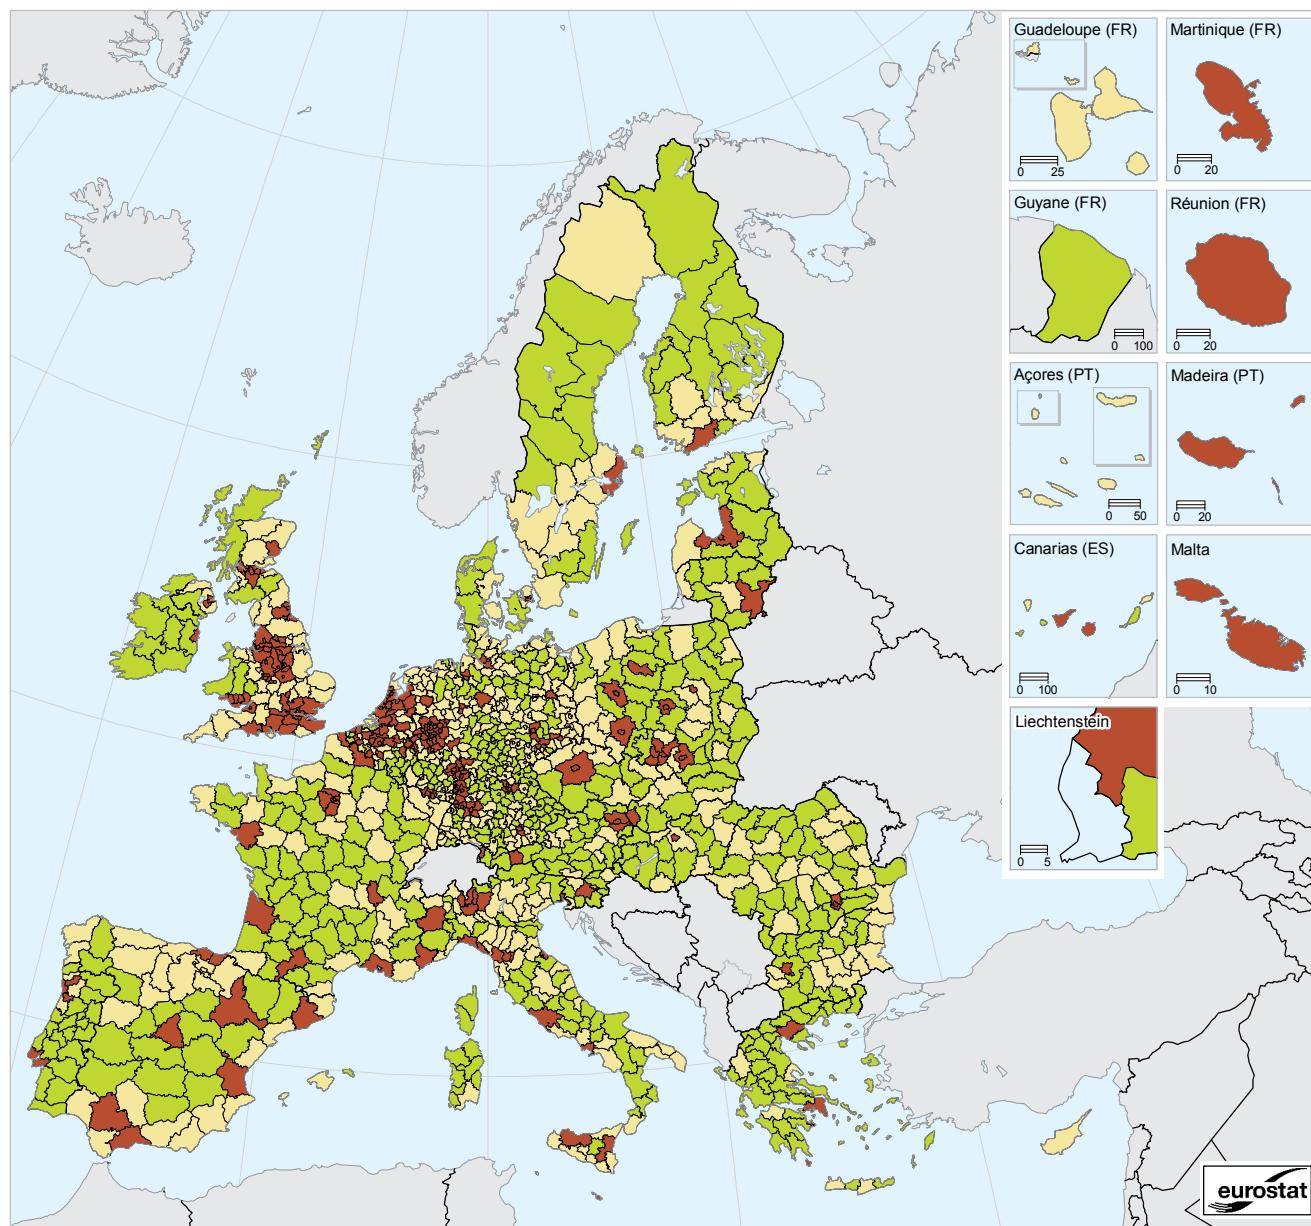 Guadeloupe (FR)
0 25
Martinique (FR)
0 20
Guyane (FR)
0 100
Réunion (FR)
0 20
Açores (PT)
0 50
Madeira (PT)
0 20
Canarias (ES)
0 100
Malta
0 10
Liechtenstein
0 5
eurostat